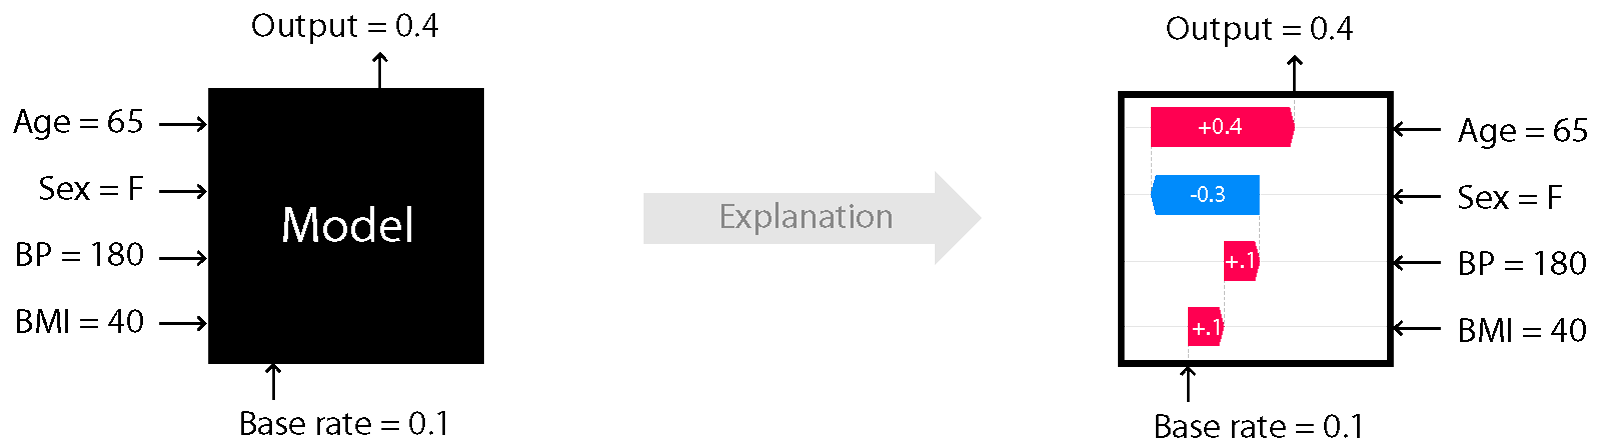 Output = 0.4
Age = 65
Sex = F
BP = 180
BMI = 40
Model
Base rate = 0.1
Explanation
Output = 0.4
+0.4
-0.3
+.1
+.1
Age = 65
Sex = F
BP = 180
BMI = 40
Base rate = 0.1